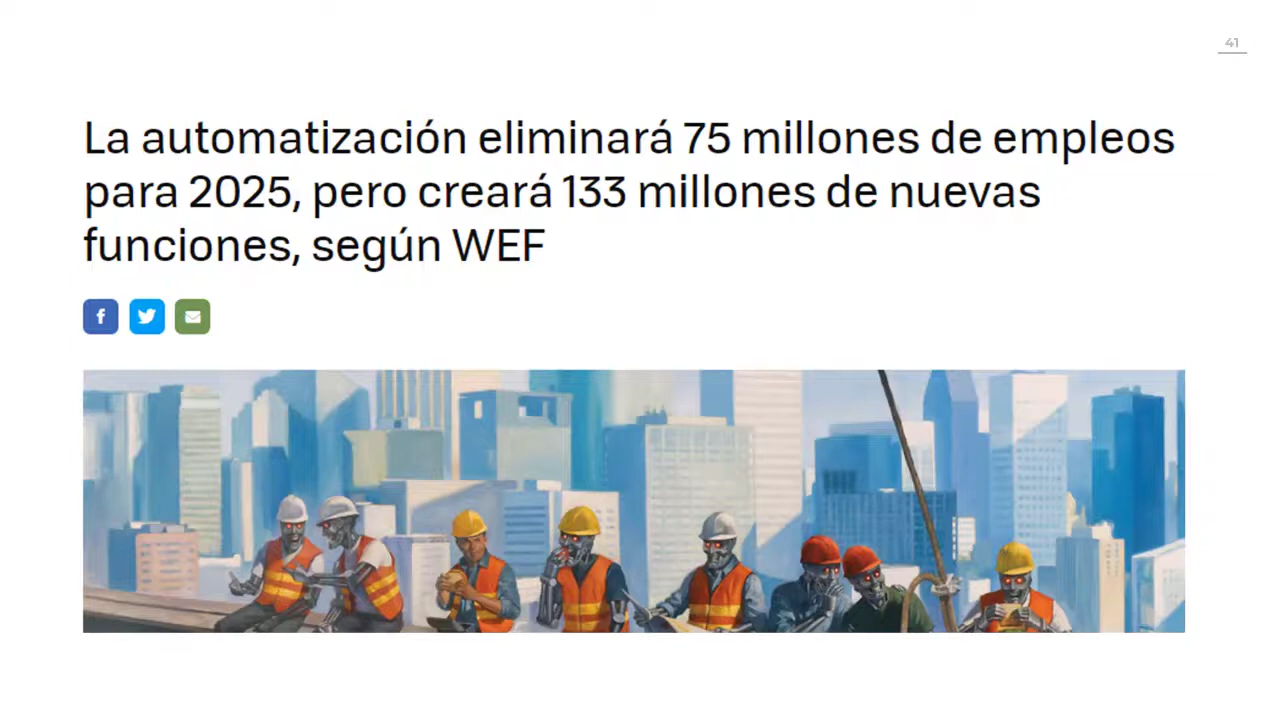 41
La automatización eliminará 75 millones de empleos
para 2025, pero creará 133 millones de nuevas
funciones, según WEF